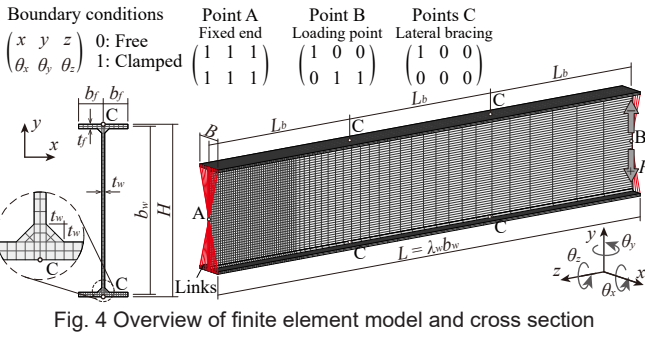 Boundary conditions
(x y z
θx θy θz)
0: Free
1: Clamped
Point A
Fixed end
(1 1 1
1 1 1)
Point B
Loading point
(1 0 0
0 1 1)
Points C
Lateral bracing
(1 0 0
0 0 0)
bf bf
C
tf
y
x
tw
bw
H
tw
tw
C
C
B
Lb
Lb
Lb
C
C
A
B
C
C
L = λwbw
Links
y
θy
θz
z
θx
x
Fig. 4 Overview of finite element model and cross section